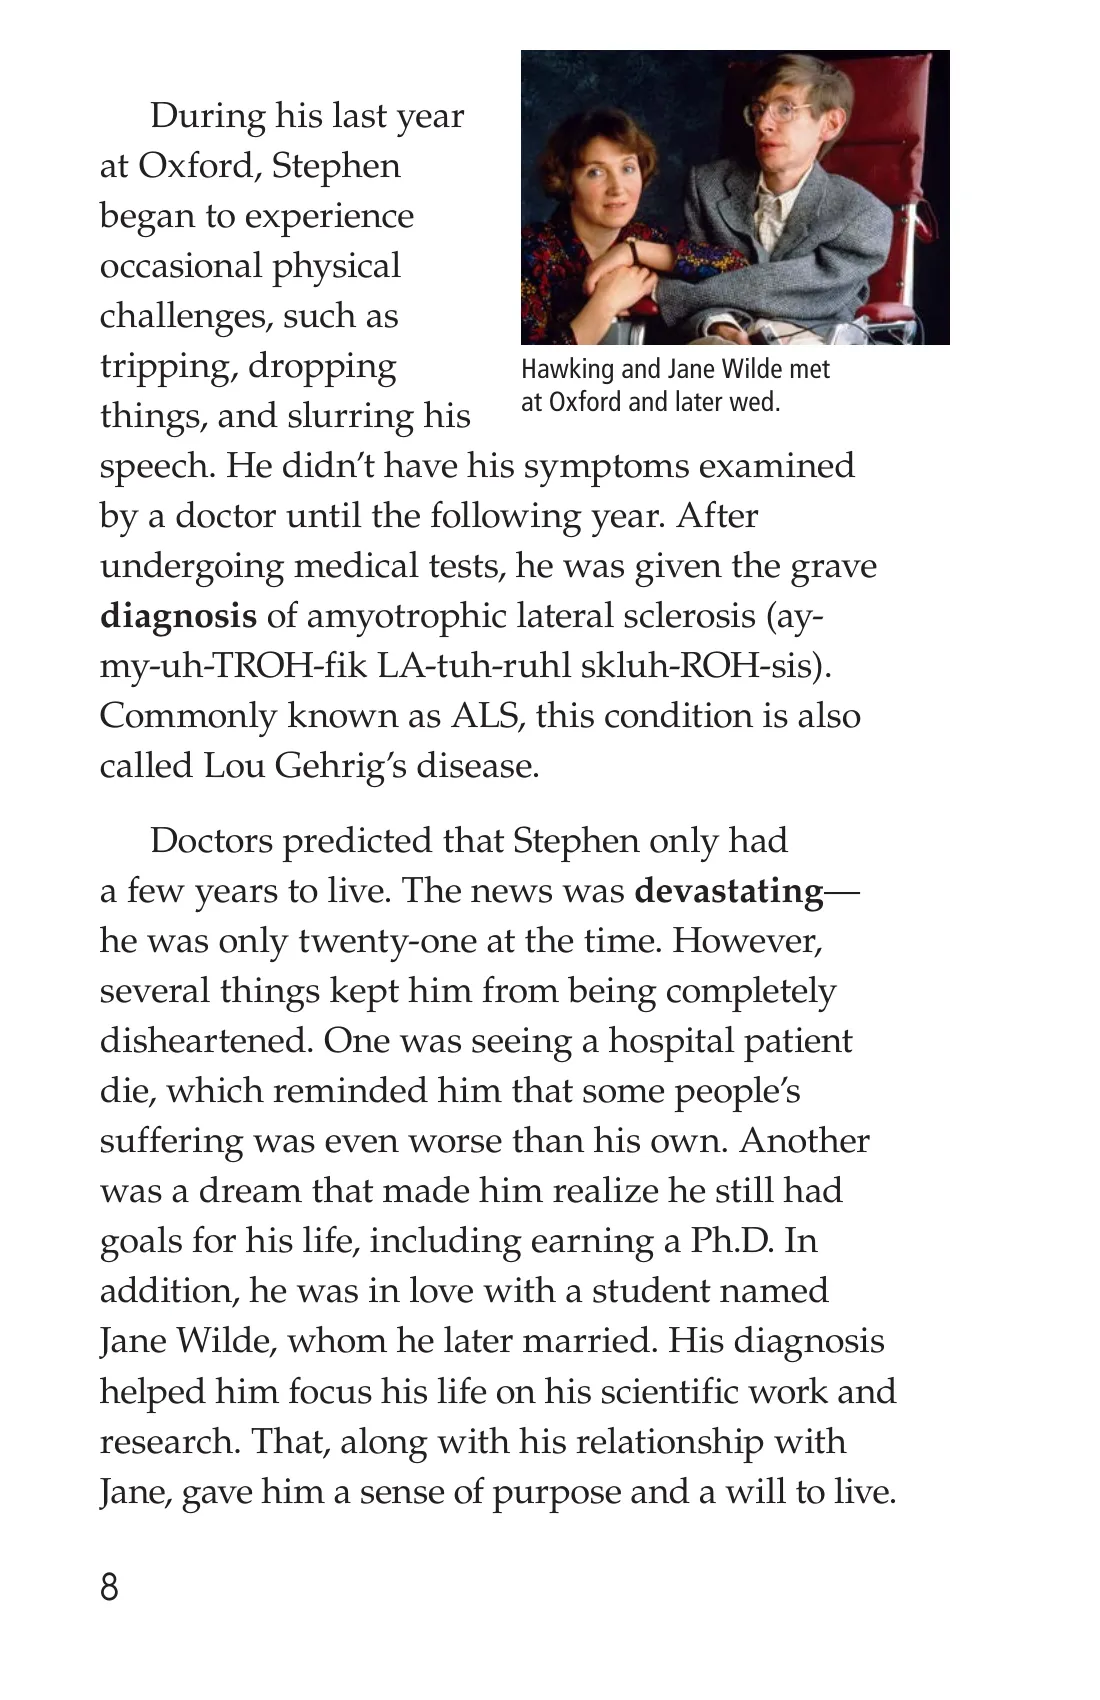 During his last year
at Oxford, Stephen
began to experience
occasional physical
challenges, such as
tripping, dropping
things, and slurring his
Hawking and Jane Wilde met
at Oxford and later wed.
speech. He didn’t have his symptoms examined
by a doctor until the following year. After
undergoing medical tests, he was given the grave
diagnosis of amyotrophic lateral sclerosis (ay-
my-uh-TROH-fik LA-tuh-ruhl skluh-ROH-sis).
Commonly known as ALS, this condition is also
called Lou Gehrig’s disease.
Doctors predicted that Stephen only had
a few years to live. The news was devastating—
he was only twenty-one at the time. However,
several things kept him from being completely
disheartened. One was seeing a hospital patient
die, which reminded him that some people’s
suffering was even worse than his own. Another
was a dream that made him realize he still had
goals for his life, including earning a Ph.D. In
addition, he was in love with a student named
Jane Wilde, whom he later married. His diagnosis
helped him focus his life on his scientific work and
research. That, along with his relationship with
Jane, gave him a sense of purpose and a will to live.
8